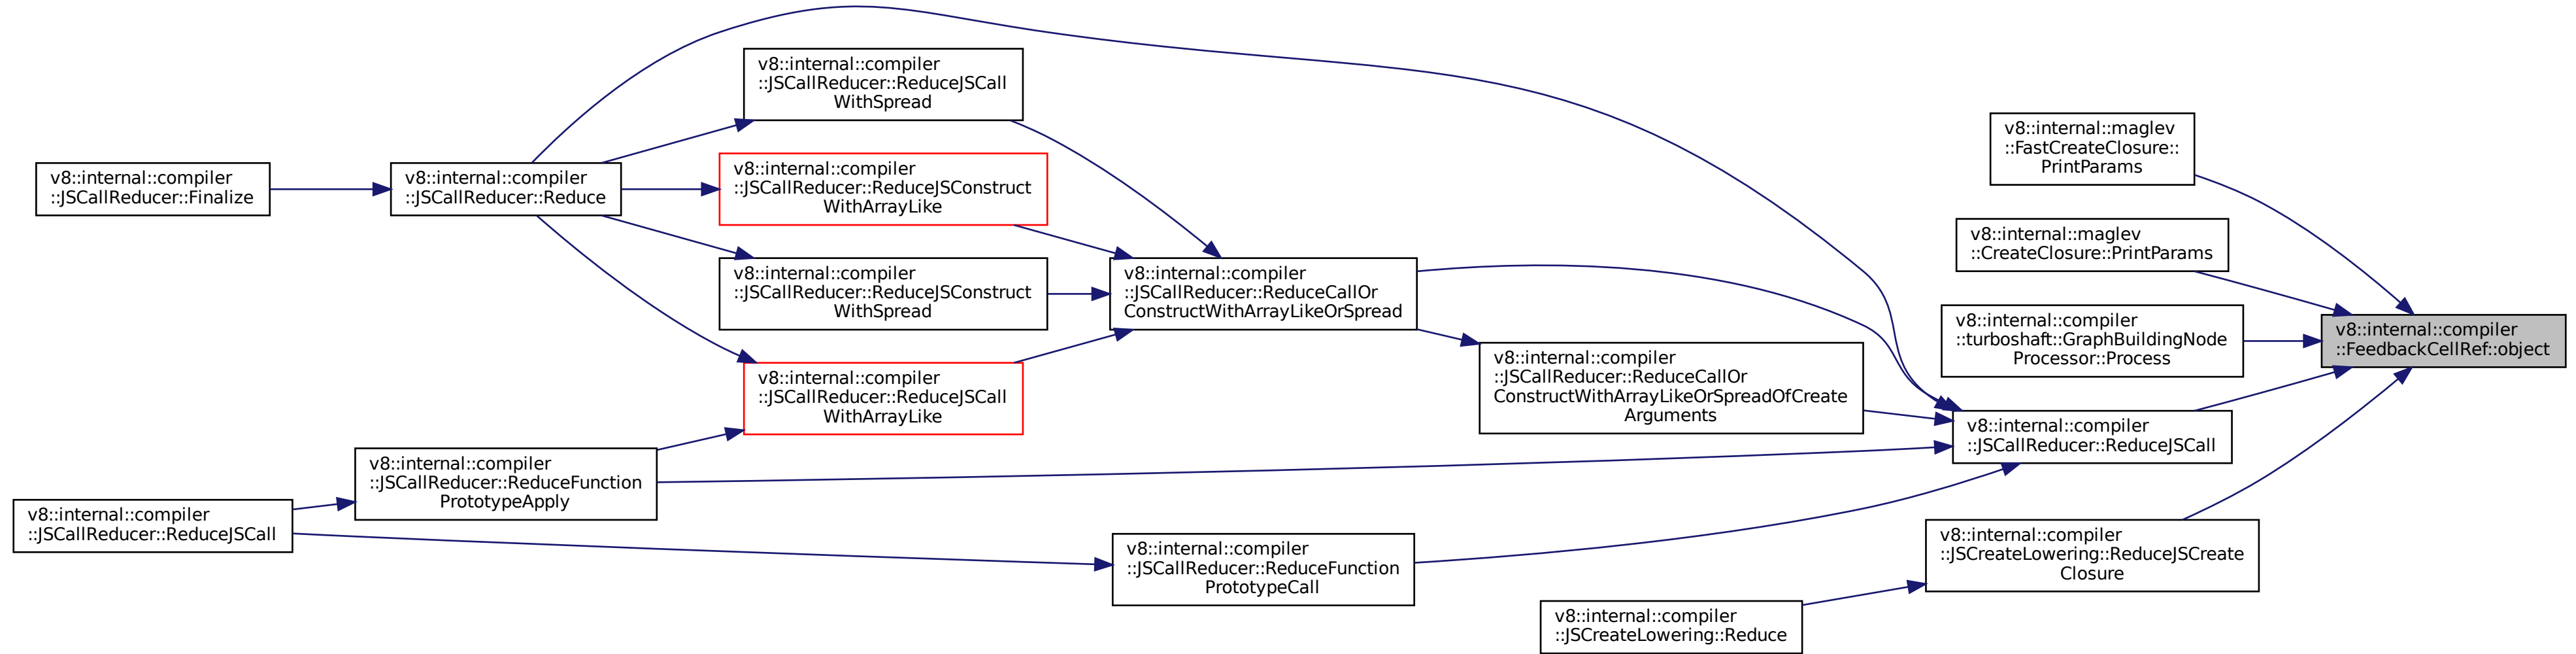 v8::internal::compiler
::JSCallReducer::ReduceJSCall
WithSpread
v8::internal::maglev
::FastCreateClosure::
PrintParams
v8::internal::compiler
::JSCallReducer::Finalize
v8::internal::compiler
::JSCallReducer::Reduce
v8::internal::compiler
::JSCallReducer::ReduceJSConstruct
WithArrayLike
v8::internal::maglev
::CreateClosure::PrintParams
v8::internal::compiler
::JSCallReducer::ReduceJSConstruct
WithSpread
v8::internal::compiler
::JSCallReducer::ReduceCallOr
ConstructWithArrayLikeOrSpread
v8::internal::compiler
::turboshaft::GraphBuildingNode
Processor::Process
v8::internal::compiler
::FeedbackCellRef::object
v8::internal::compiler
::JSCallReducer::ReduceJSCall
WithArrayLike
v8::internal::compiler
::JSCallReducer::ReduceCallOr
ConstructWithArrayLikeOrSpreadOfCreate
Arguments
v8::internal::compiler
::JSCallReducer::ReduceJSCall
v8::internal::compiler
::JSCallReducer::ReduceFunction
PrototypeApply
v8::internal::compiler
::JSCallReducer::ReduceJSCall
v8::internal::compiler
::JSCallReducer::ReduceFunction
PrototypeCall
v8::internal::compiler
::JSCreateLowering::ReduceJSCreate
Closure
v8::internal::compiler
::JSCreateLowering::Reduce